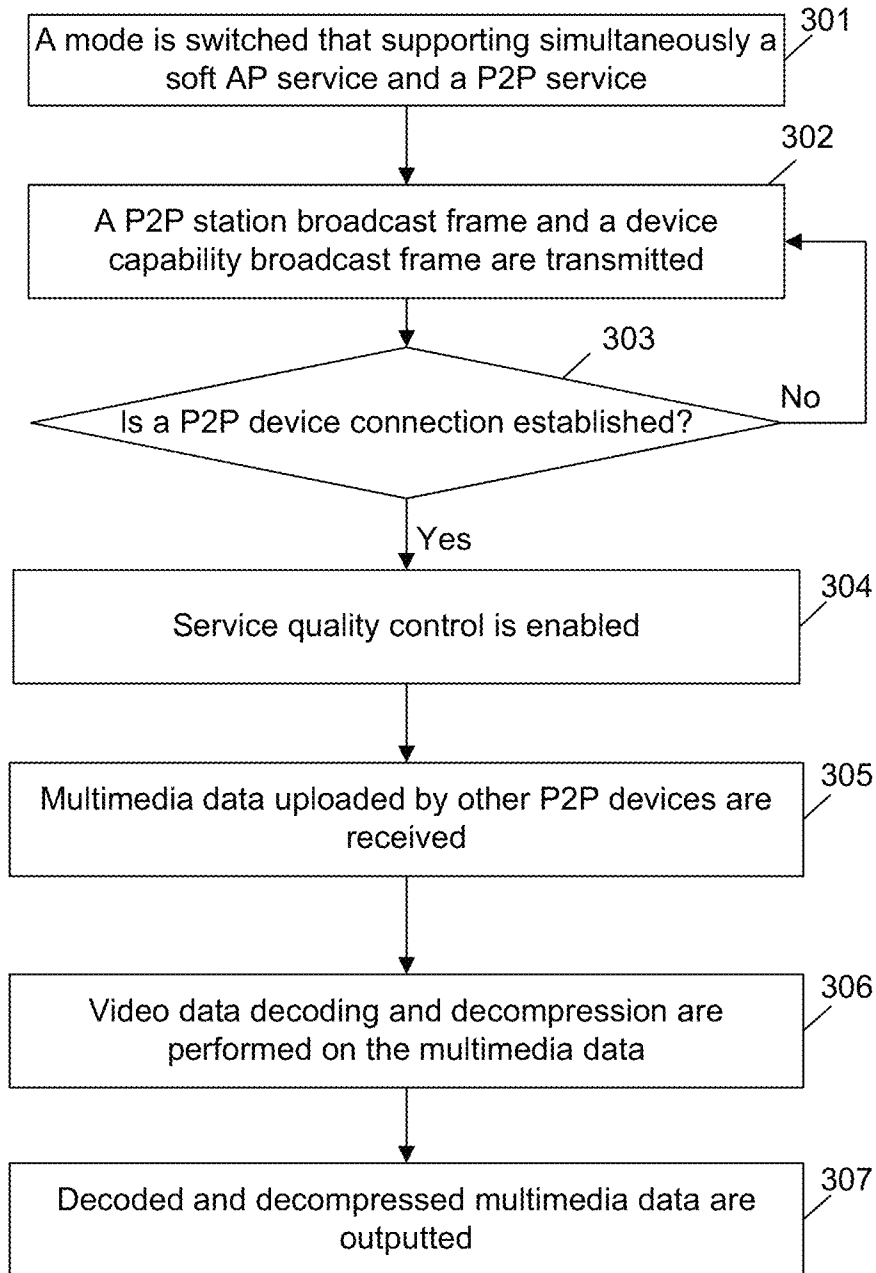 A mode is switched that supporting simultaneously a
soft AP service and a P2P service
301
302
A P2P station broadcast frame and a device
capability broadcast frame are transmitted
303
Is a P2P device connection established?
No
Yes
304
Service quality control is enabled
305
Multimedia data uploaded by other P2P devices are
received
306
Video data decoding and decompression are
performed on the multimedia data
307
Decoded and decompressed multimedia data are
outputted